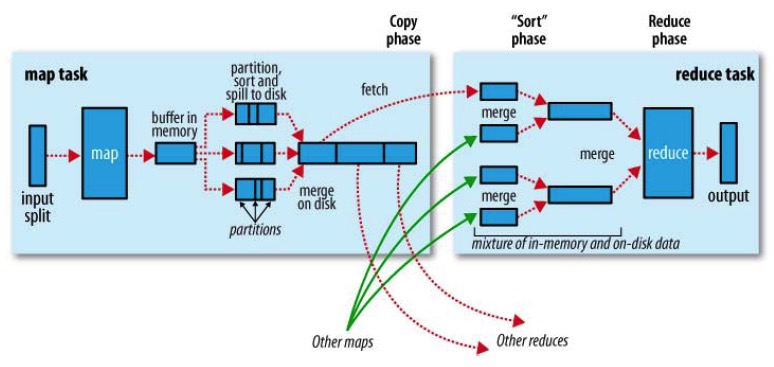 Copy
phase
“Sort”
phase
Reduce
phase
map task
partition,
sort and
spill to disk
fetch
reduce task
buffer in
memory
map
merge
merge
reduce
input
split
merge
on disk
merge
output
partitions
mixture of in-memory and on-disk data
Other maps
Other reduces